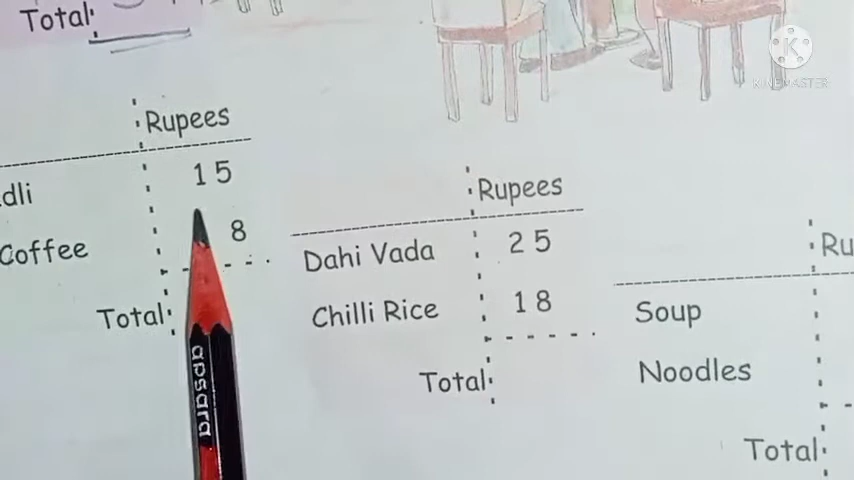 Total
KINEMASTER
Rupees
dli 15
Coffee 8
Total
Rupees
Dahi Vada 25
Chilli Rice 18
Total
Ru
Soup
Noodles
Total
apsara